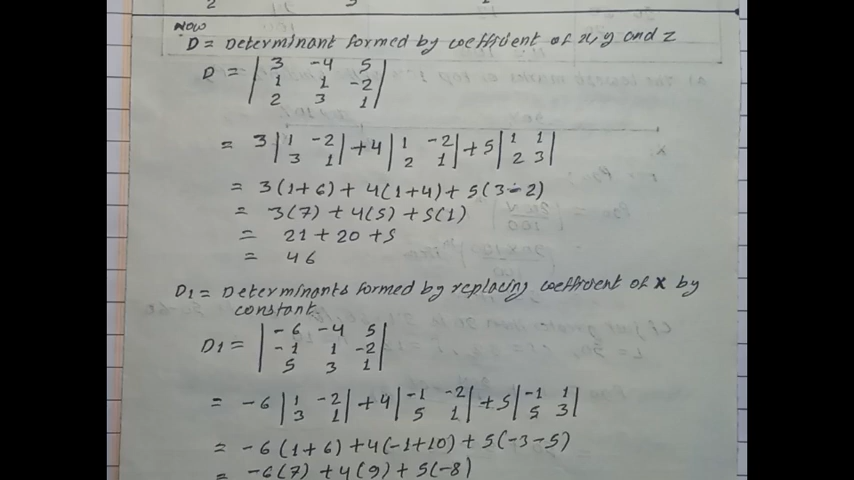 Now
D = Determinant formed by coefficient of x, y and z
D = | 3 -4 5 |
| 1 1 -2 |
| 2 3 1 |
= 3 | 1 -2 | + 4 | 1 -2 | + 5 | 1 1 |
| 3 1 | | 2 1 | | 2 3 |
= 3(1+6) + 4(1+4) + 5(3-2)
= 3(7) + 4(5) + 5(1)
= 21 + 20 + 5
= 46
D1 = Determinants formed by replacing coefficient of x by
constant.
D1 = | -6 -4 5 |
| -1 1 -2 |
| 5 3 1 |
= -6 | 1 -2 | + 4 | -1 -2 | + 5 | -1 1 |
| 3 1 | | 5 1 | | 5 3 |
= -6(1+6) + 4(-1+10) + 5(-3-5)
= -6(7) + 4(9) + 5(-8)